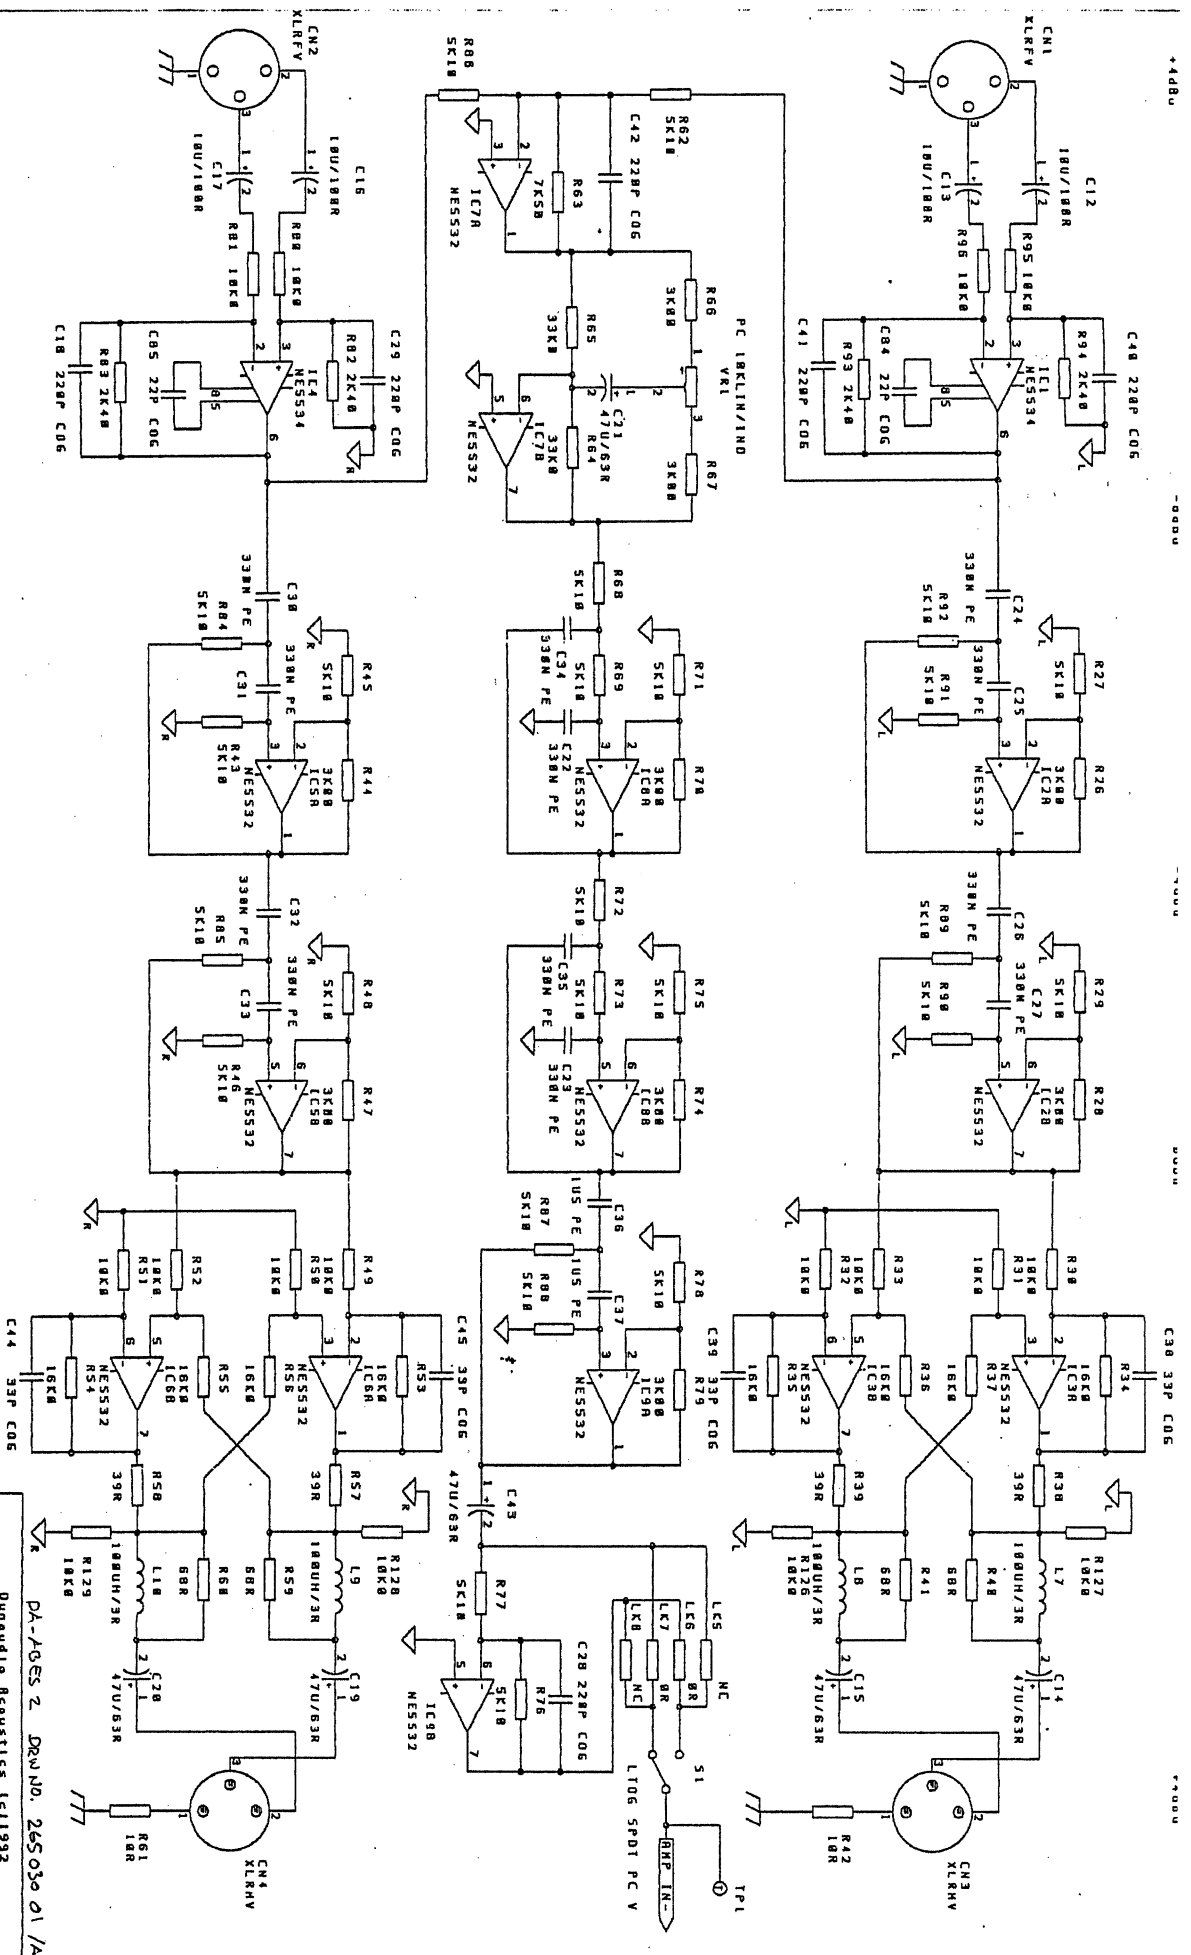 +4dBu
CN1
XLRFV
C12
10U/100R
C13
10U/100R
R95 10K0
R96 10K0
C40 220P COG
R94 2K40
IC1
NE5534
C84 22P COG
R93 2K40
C41 220P COG
C24
330N PE
R92
5K10
C25
330N PE
R91
5K10
R27
5K10
R26
3K00
IC2A
NE5532
C26
330N PE
R89
5K10
C27
330N PE
R90
5K10
R29
5K10
R28
3K00
IC2B
NE5532
R30
10K0
R31
10K0
R33
10K0
R32
10K0
C38 33P COG
R34
16K0
IC3A
NE5532
R37
16K0
R36
16K0
IC3B
NE5532
R35
16K0
C39 33P COG
R38
39R
R39
39R
R127
10K0
L7
100UH/3R
R40
68R
R41
68R
L8
100UH/3R
R126
10K0
C14
47U/63R
C15
47U/63R
R42
10R
CN3
XLRMV
R62
5K10
R86
5K10
C42 220P COG
R63
7K50
IC7A
NE5532
PC 10KLIN/IND
VR1
R66
3K00
R67
3K00
R65
33K0
C21
47U/63R
R64
33K0
IC7B
NE5532
R68
5K10
C34
330N PE
R69
5K10
C22
330N PE
R71
5K10
R70
3K00
IC8A
NE5532
R72
5K10
C35
330N PE
R73
5K10
C23
330N PE
R75
5K10
R74
3K00
IC8B
NE5532
C36
1U5 PE
R87
5K10
C37
1U5 PE
R88
5K10
R78
5K10
R79
3K00
IC9A
NE5532
C43
47U/63R
R77
5K10
C28 220P COG
R76
5K10
IC9B
NE5532
LK5
NC
LK6
0R
LK7
0R
LK8
NC
S1
LTOG SPDT PC V
AMP IN-
TP1
CN2
XLRFV
C16
10U/100R
C17
10U/100R
R80 10K0
R81 10K0
C29 220P COG
R82 2K40
IC4
NE5534
C85 22P COG
R83 2K40
C18 220P COG
C30
330N PE
R84
5K10
C31
330N PE
R43
5K10
R45
5K10
R44
3K00
IC5A
NE5532
C32
330N PE
R85
5K10
C33
330N PE
R46
5K10
R48
5K10
R47
3K00
IC5B
NE5532
R49
10K0
R50
10K0
R52
R51
10K0
C45 33P COG
R53
16K0
IC6A
NE5532
R56
16K0
R55
16K0
IC6B
NE5532
R54
16K0
C44 33P COG
R57
39R
R58
39R
R128
10K0
L9
100UH/3R
R59
68R
R60
68R
L10
100UH/3R
R129
10K0
C19
47U/63R
C20
47U/63R
R61
10R
CN4
XLRMV
DA-ABES 2 DRW NO. 265 030 01 /A
Dynaudio Acoustics (c)1992